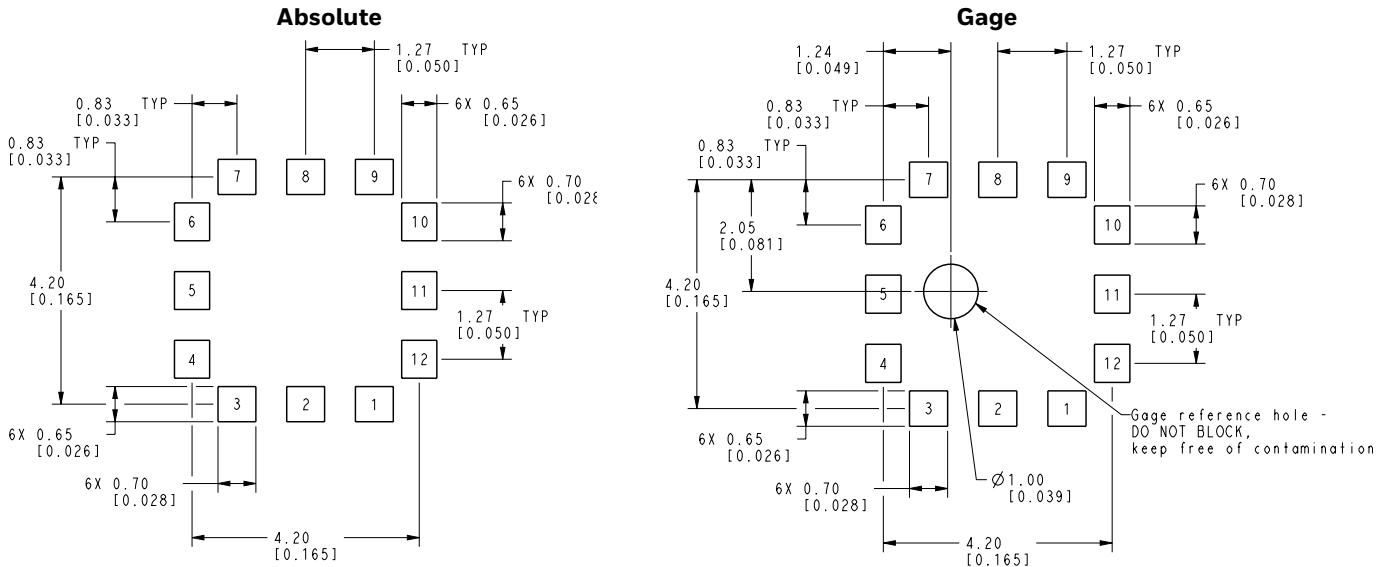 Absolute
1.27 TYP
[0.050]
0.83 TYP
[0.033]
6X 0.65
[0.026]
0.83 TYP
[0.033]
7
8
9
6X 0.70
[0.028
6
10
4.20
[0.165]
5
11
1.27 TYP
[0.050]
4
12
3
2
1
6X 0.65
[0.026]
6X 0.70
[0.028]
4.20
[0.165]
Gage
1.24
[0.049]
1.27 TYP
[0.050]
0.83 TYP
[0.033]
6X 0.65
[0.026]
0.83 TYP
[0.033]
7
8
9
6X 0.70
[0.028]
6
10
2.05
[0.081]
4.20
[0.165]
5
11
1.27 TYP
[0.050]
4
12
3
2
1
Gage reference hole -
DO NOT BLOCK,
keep free of contamination
6X 0.65
[0.026]
6X 0.70
[0.028]
Ø1.00
[0.039]
4.20
[0.165]